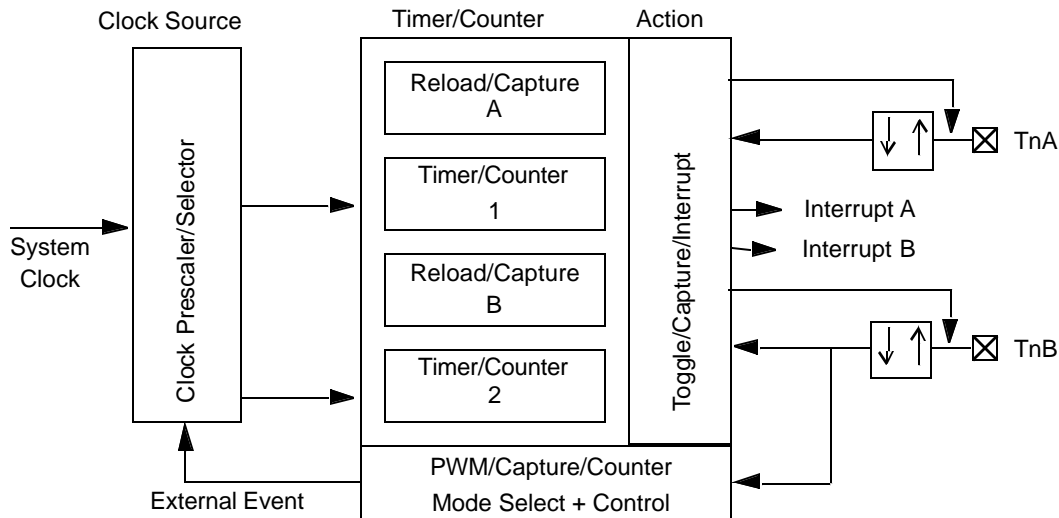 Clock Source
Timer/Counter
Action
Reload/Capture
A
Timer/Counter
1
Reload/Capture
B
Timer/Counter
2
Clock Prescaler/Selector
Toggle/Capture/Interrupt
System
Clock
TnA
Interrupt A
Interrupt B
TnB
PWM/Capture/Counter
Mode Select + Control
External Event